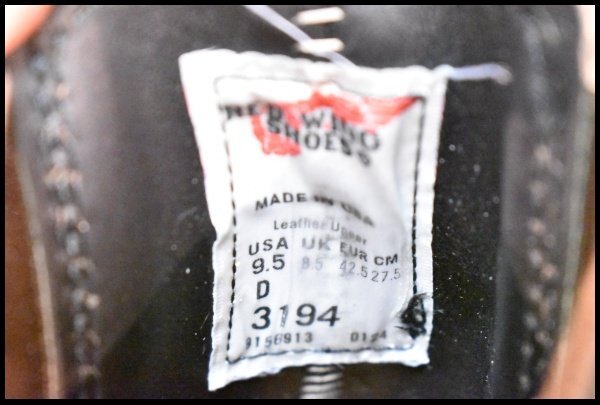 RED WING
SHOES
MADE IN USA
Leather Upper
USA UK EUR CM
9.5 8.5 42.5 27.5
D
3194
0124